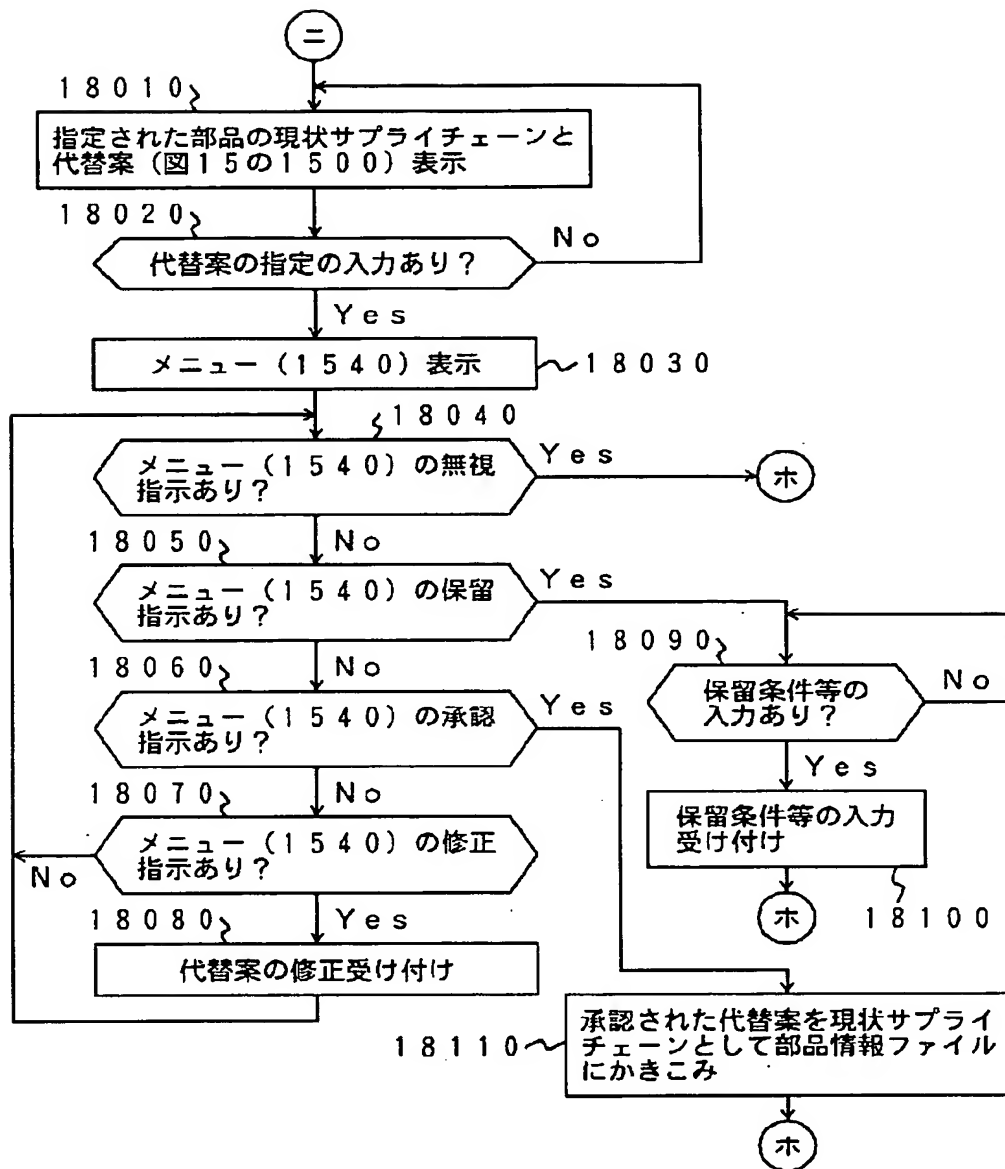 ニ
18010
指定された部品の現状サプライチェーンと
代替案(図15の1500)表示
18020
代替案の指定の入力あり?
No
Yes
メニュー(1540)表示
18030
18040
メニュー(1540)の無視
指示あり?
Yes
ホ
No
18050
メニュー(1540)の保留
指示あり?
Yes
No
18060
メニュー(1540)の承認
指示あり?
Yes
No
18070
メニュー(1540)の修正
指示あり?
No
Yes
18080
代替案の修正受け付け
18090
保留条件等の
入力あり?
No
Yes
保留条件等の入力
受け付け
18100
ホ
18110
承認された代替案を現状サプライ
チェーンとして部品情報ファイル
にかきこみ
ホ